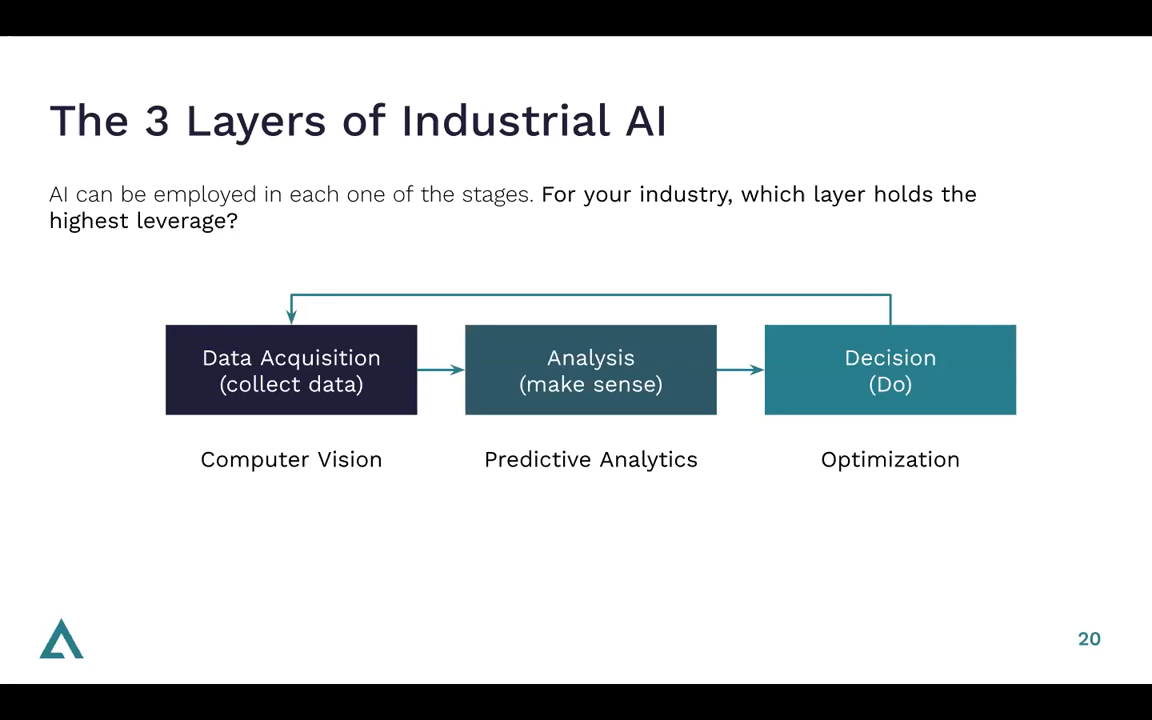 The 3 Layers of Industrial AI
AI can be employed in each one of the stages. For your industry, which layer holds the
highest leverage?
Data Acquisition
(collect data)
Analysis
(make sense)
Decision
(Do)
Computer Vision
Predictive Analytics
Optimization
20